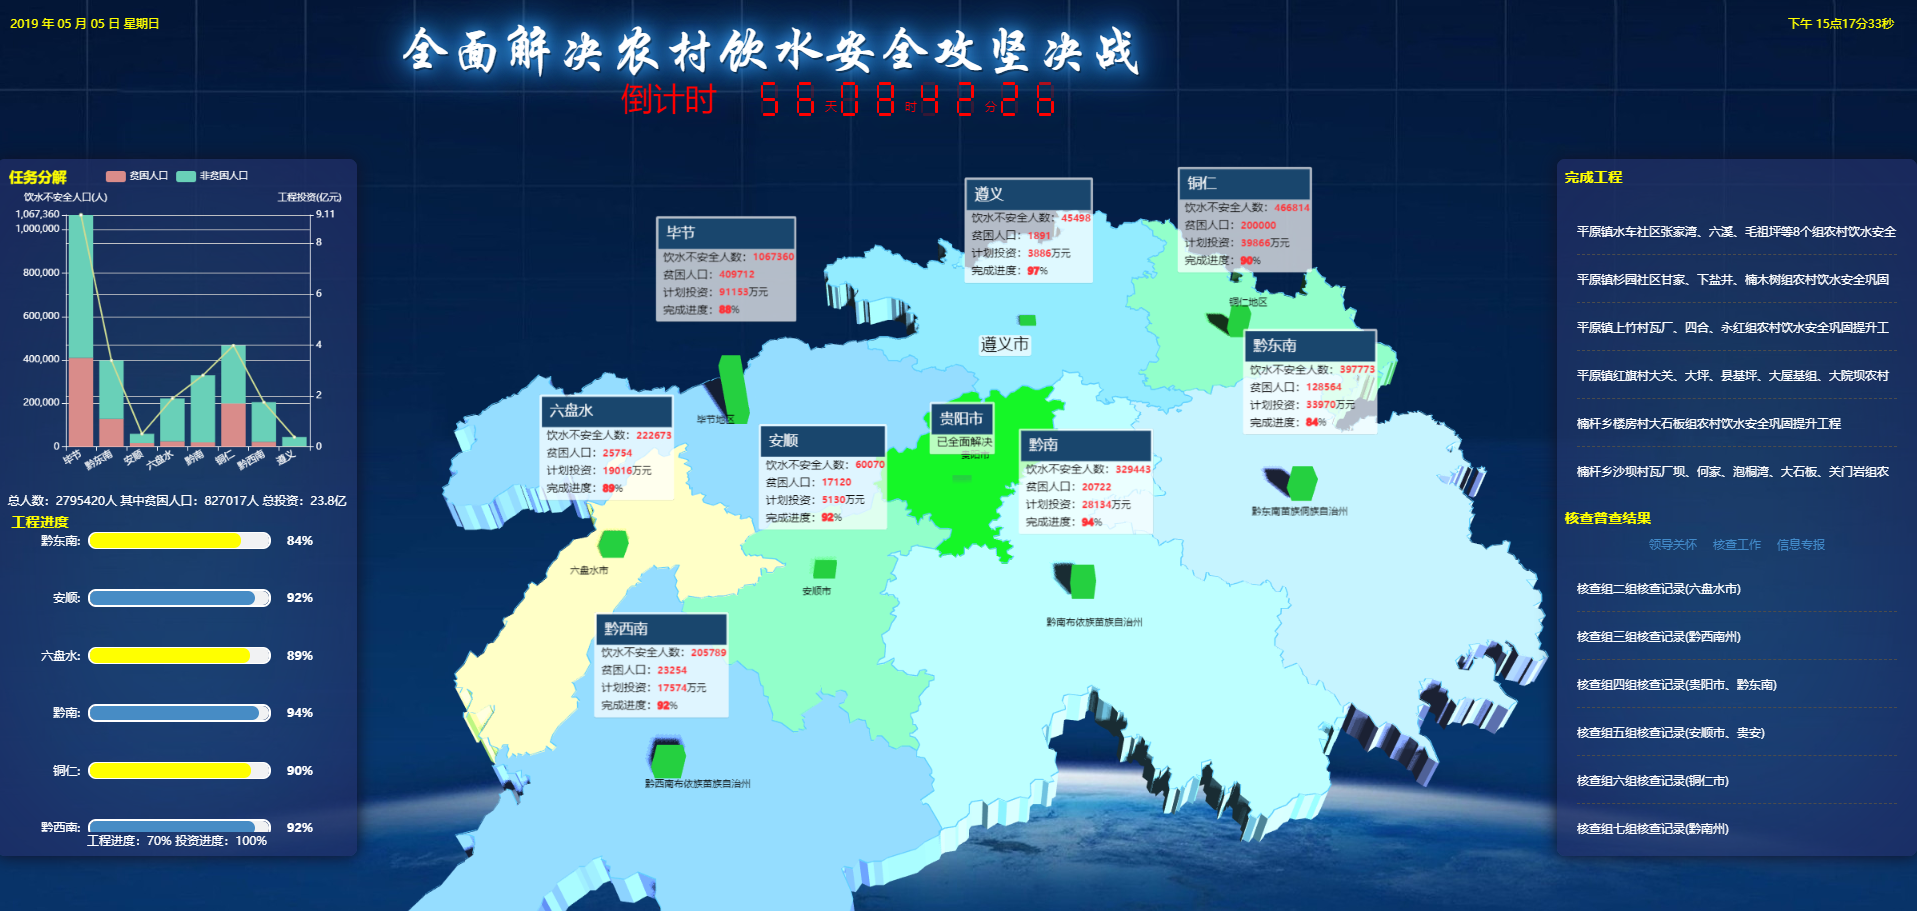 2019 年 05 月 05 日 星期日
下午 15点17分33秒
全面解决农村饮水安全攻坚决战
倒计时 56天08时42分26
任务分解
贫困人口 非贫困人口
饮水不安全人口(人) 工程投资(亿元)
1,067,360
1,000,000
800,000
600,000
400,000
200,000
0
9.11
8
6
4
2
0
毕节 黔东南 安顺 六盘水 黔南 铜仁 黔西南 遵义
总人数：2795420人 其中贫困人口：827017人 总投资：23.8亿
工程进度
黔东南: 84%
安顺: 92%
六盘水: 89%
黔南: 94%
铜仁: 90%
黔西南: 92%
工程进度：70% 投资进度：100%
毕节
饮水不安全人数：1067360
贫困人口：409712
计划投资：91153万元
完成进度：88%
遵义
饮水不安全人数：45498
贫困人口：1891
计划投资：3886万元
完成进度：97%
铜仁
饮水不安全人数：466814
贫困人口：200000
计划投资：39866万元
完成进度：90%
铜仁地区
遵义市
黔东南
饮水不安全人数：397773
贫困人口：128564
计划投资：33970万元
完成进度：84%
毕节地区
六盘水
饮水不安全人数：222673
贫困人口：25754
计划投资：19016万元
完成进度：89%
安顺
饮水不安全人数：60070
贫困人口：17120
计划投资：5130万元
完成进度：92%
贵阳市
已全面解决
贵阳市
黔南
饮水不安全人数：329443
贫困人口：20722
计划投资：28134万元
完成进度：94%
黔东南苗族侗族自治州
六盘水市
安顺市
黔南布依族苗族自治州
黔西南
饮水不安全人数：205789
贫困人口：23254
计划投资：17574万元
完成进度：92%
黔西南布依族苗族自治州
完成工程
平原镇水车社区张家湾、六溪、毛祖坪等8个组农村饮水安全
平原镇杉园社区甘家、下盐井、楠木树组农村饮水安全巩固
平原镇上竹村瓦厂、四合、永红组农村饮水安全巩固提升工
平原镇红旗村大关、大坪、县基坪、大屋基组、大院坝农村
楠杆乡楼房村大石板组农村饮水安全巩固提升工程
楠杆乡沙坝村瓦厂坝、何家、泡桐湾、大石板、关门岩组农
核查普查结果
领导关怀 核查工作 信息专报
核查组二组核查记录(六盘水市)
核查组三组核查记录(黔西南州)
核查组四组核查记录(贵阳市、黔东南)
核查组五组核查记录(安顺市、贵安)
核查组六组核查记录(铜仁市)
核查组七组核查记录(黔南州)